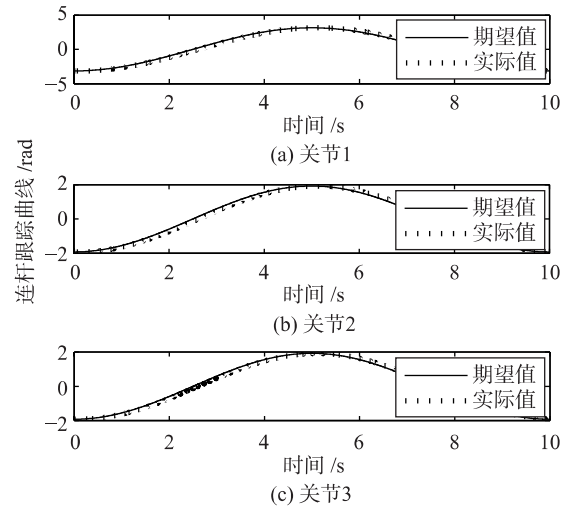 连杆跟踪曲线 /rad
5
0
−5
0 2 4 6 8 10
期望值
实际值
时间 /s
(a) 关节1
2
0
−2
0 2 4 6 8 10
期望值
实际值
时间 /s
(b) 关节2
2
0
−2
0 2 4 6 8 10
期望值
实际值
时间 /s
(c) 关节3